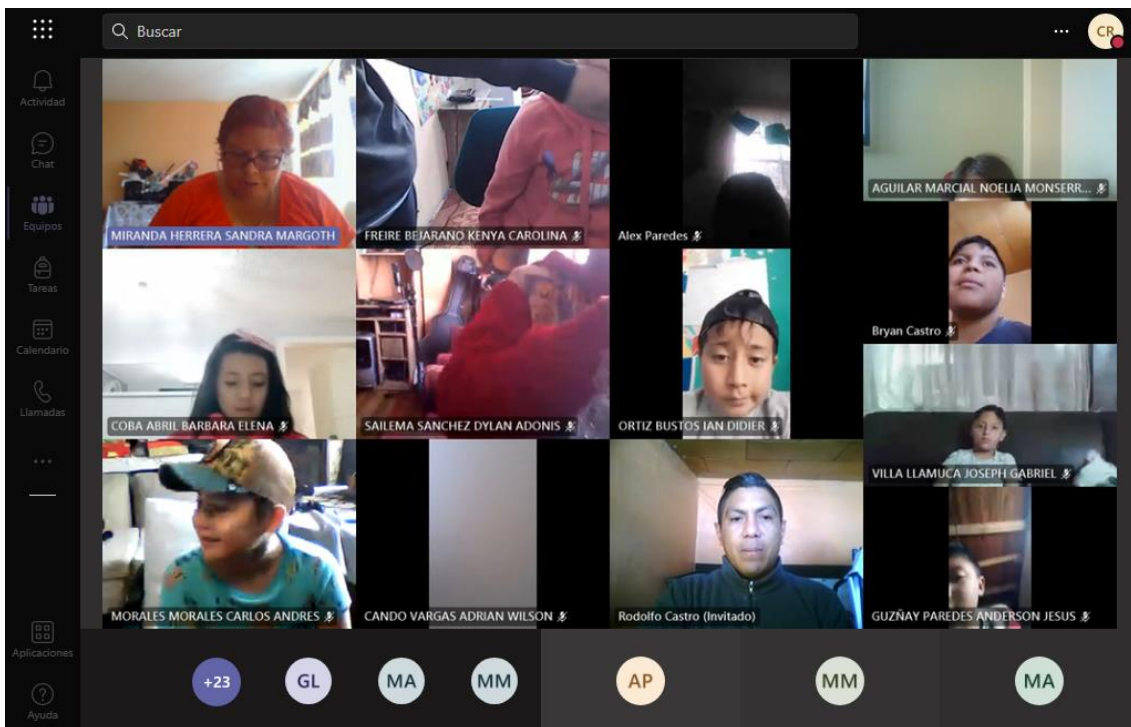 Buscar
CR
Actividad
Chat
Equipos
Tareas
Calendario
Llamadas
Aplicaciones
Ayuda
MIRANDA HERRERA SANDRA MARGOTH
FREIRE BEJARANO KENYA CAROLINA
Alex Paredes
AGUILAR MARCIAL NOELIA MONSERR...
Bryan Castro
COBA ABRIL BARBARA ELENA
SAILEMA SANCHEZ DYLAN ADONIS
ORTIZ BUSTOS IAN DIDIER
VILLA LLAMUCA JOSEPH GABRIEL
MORALES MORALES CARLOS ANDRES
CANDO VARGAS ADRIAN WILSON
Rodolfo Castro (Invitado)
GUZÑAY PAREDES ANDERSON JESUS
+23
GL
MA
MM
AP
MM
MA